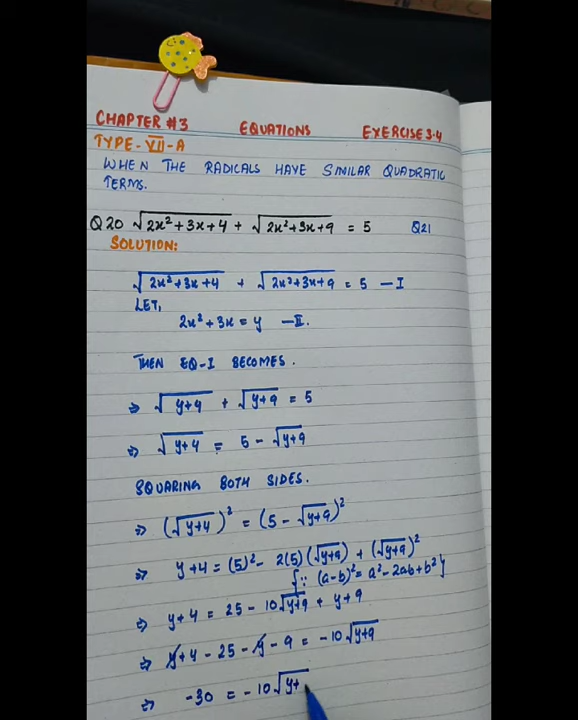 CHAPTER #3 EQUATIONS EXERCISE 3.4
TYPE-VII-A
WHEN THE RADICALS HAVE SIMILAR QUADRATIC
TERMS.
Q20 √(2x²+3x+4) + √(2x²+3x+9) = 5 Q21
SOLUTION:
√(2x²+3x+4) + √(2x²+3x+9) = 5 —I
LET,
2x²+3x = y —II.
THEN EQ-I BECOMES.
⇒ √(y+4) + √(y+9) = 5
⇒ √(y+4) = 5 - √(y+9)
SQUARING BOTH SIDES.
⇒ (√(y+4))² = (5 - √(y+9))²
⇒ y+4 = (5)² - 2(5)(√(y+9)) + (√(y+9))²
{∵ (a-b)² = a² - 2ab + b²}
⇒ y+4 = 25 - 10√(y+9) + y+9
⇒ y+4 - 25 - y - 9 = -10√(y+9)
⇒ -30 = -10√(y+